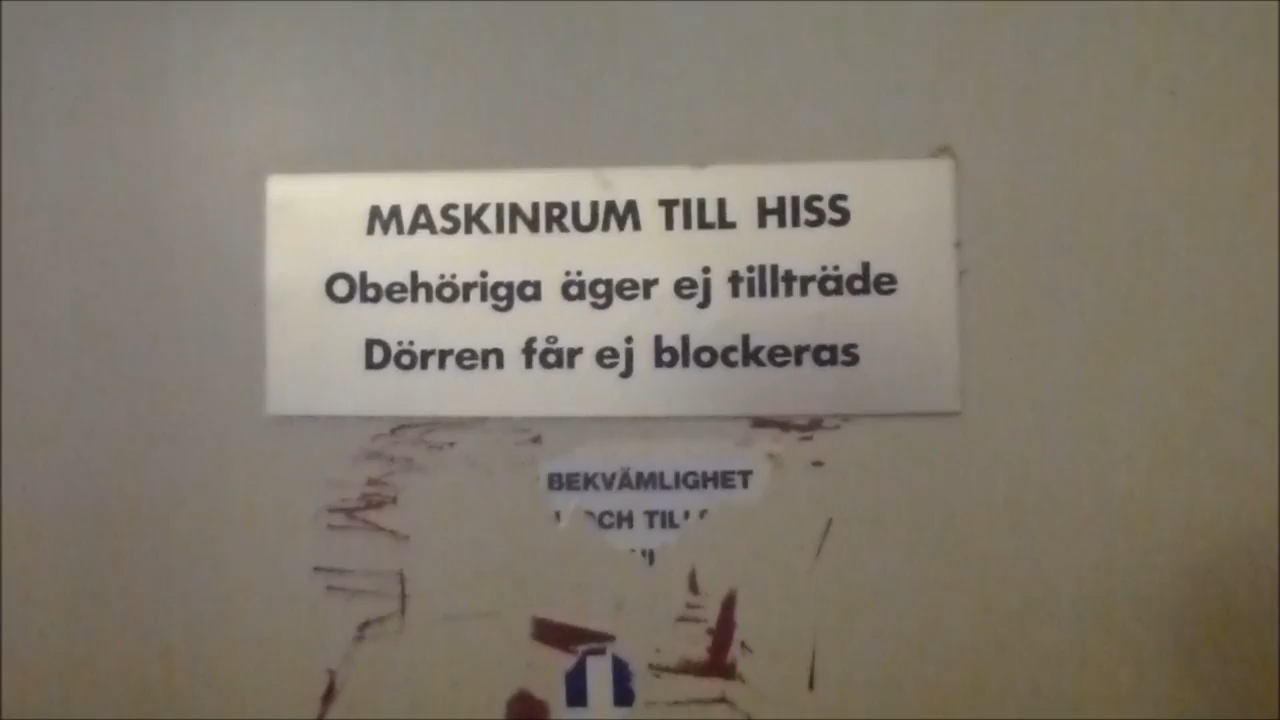 MASKINRUM TILL HISS
Obehöriga äger ej tillträde
Dörren får ej blockeras
BEKVÄMLIGHET